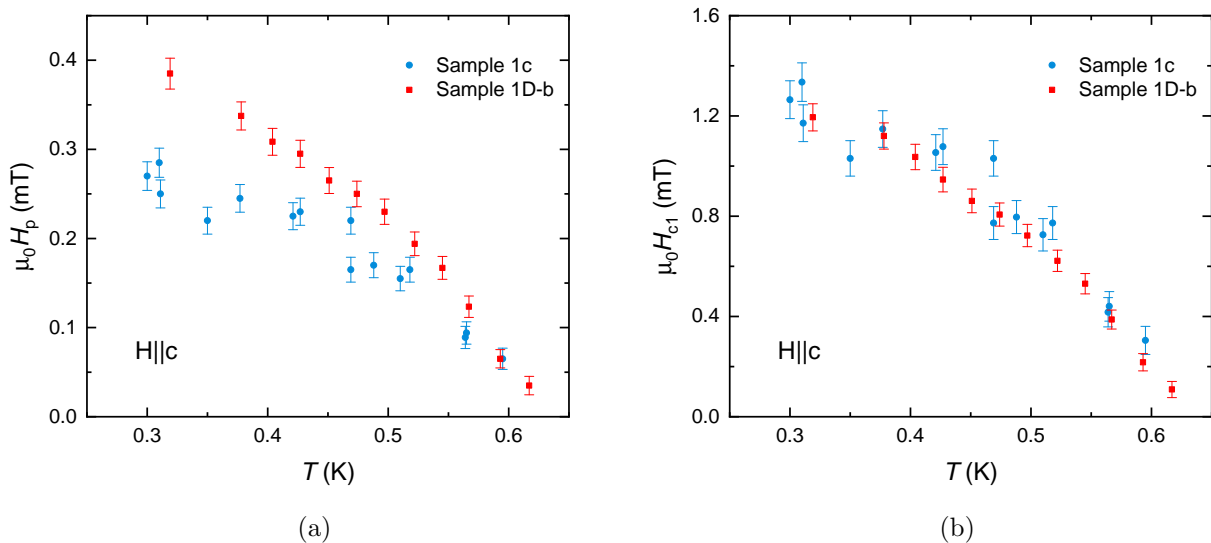 0.4
0.3
0.2
0.1
0.0
μ₀Hₚ (mT)
Sample 1c
Sample 1D-b
H||c
0.3 0.4 0.5 0.6
T (K)
(a)
1.6
1.2
0.8
0.4
0.0
μ₀H_c1 (mT)
Sample 1c
Sample 1D-b
H||c
0.3 0.4 0.5 0.6
T (K)
(b)